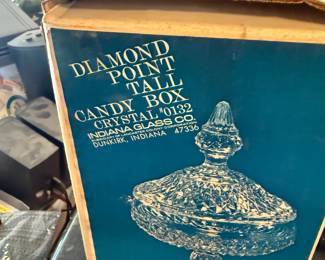 DIAMOND
POINT
TALL
CANDY BOX
CRYSTAL #0132
INDIANA GLASS CO.
DUNKIRK, INDIANA 47336